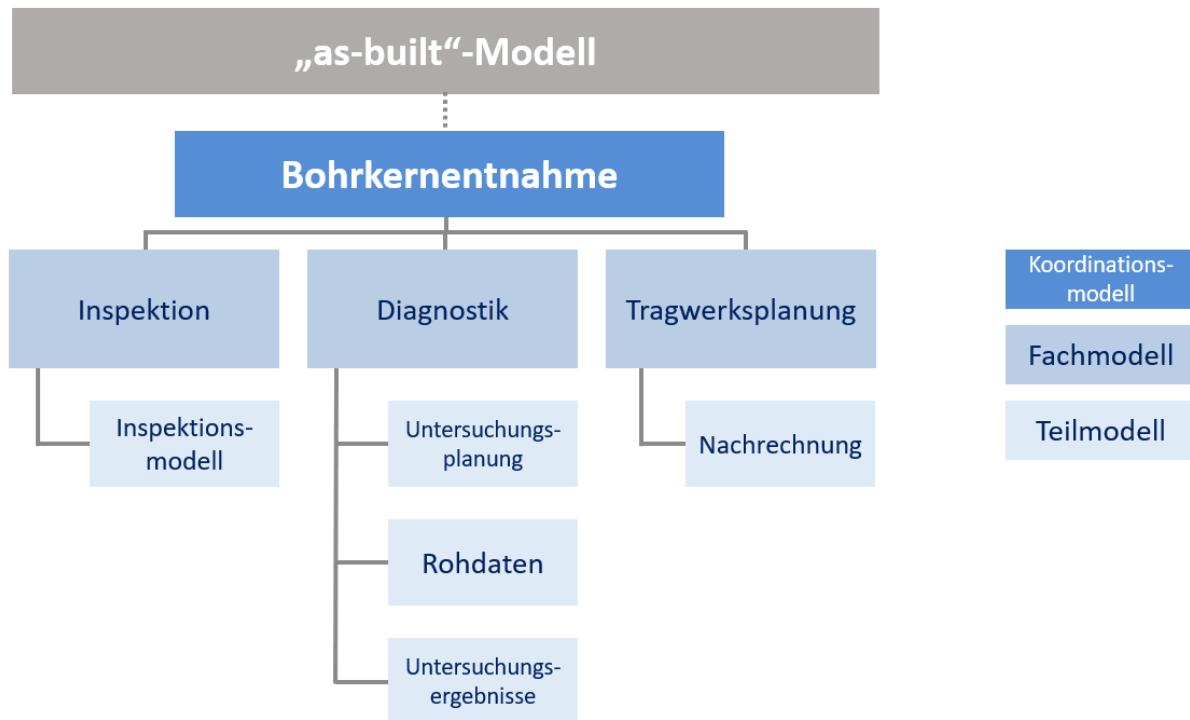 „as-built“-Modell
Bohrkernentnahme
Inspektion
Diagnostik
Tragwerksplanung
Inspektions-
modell
Untersuchungs-
planung
Nachrechnung
Rohdaten
Untersuchungs-
ergebnisse
Koordinations-
modell
Fachmodell
Teilmodell